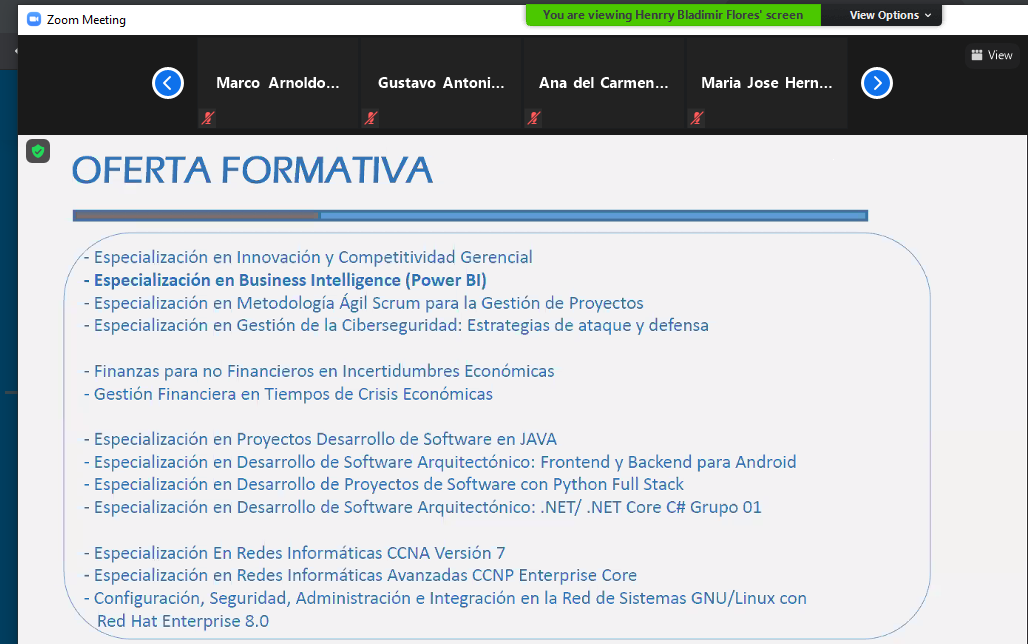 Zoom Meeting
You are viewing Henrry Bladimir Flores' screen
View Options
Marco Arnoldo...
Gustavo Antoni...
Ana del Carmen...
Maria Jose Hern...
View
OFERTA FORMATIVA
- Especialización en Innovación y Competitividad Gerencial
- Especialización en Business Intelligence (Power BI)
- Especialización en Metodología Ágil Scrum para la Gestión de Proyectos
- Especialización en Gestión de la Ciberseguridad: Estrategias de ataque y defensa
- Finanzas para no Financieros en Incertidumbres Económicas
- Gestión Financiera en Tiempos de Crisis Económicas
- Especialización en Proyectos Desarrollo de Software en JAVA
- Especialización en Desarrollo de Software Arquitectónico: Frontend y Backend para Android
- Especialización en Desarrollo de Proyectos de Software con Python Full Stack
- Especialización en Desarrollo de Software Arquitectónico: .NET/ .NET Core C# Grupo 01
- Especialización En Redes Informáticas CCNA Versión 7
- Especialización en Redes Informáticas Avanzadas CCNP Enterprise Core
- Configuración, Seguridad, Administración e Integración en la Red de Sistemas GNU/Linux con
Red Hat Enterprise 8.0